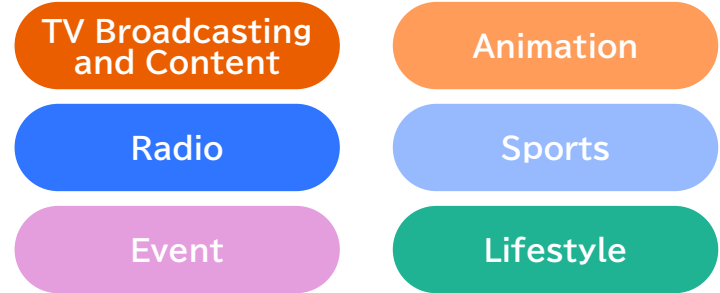 TV Broadcasting
and Content
Animation
Radio
Sports
Event
Lifestyle